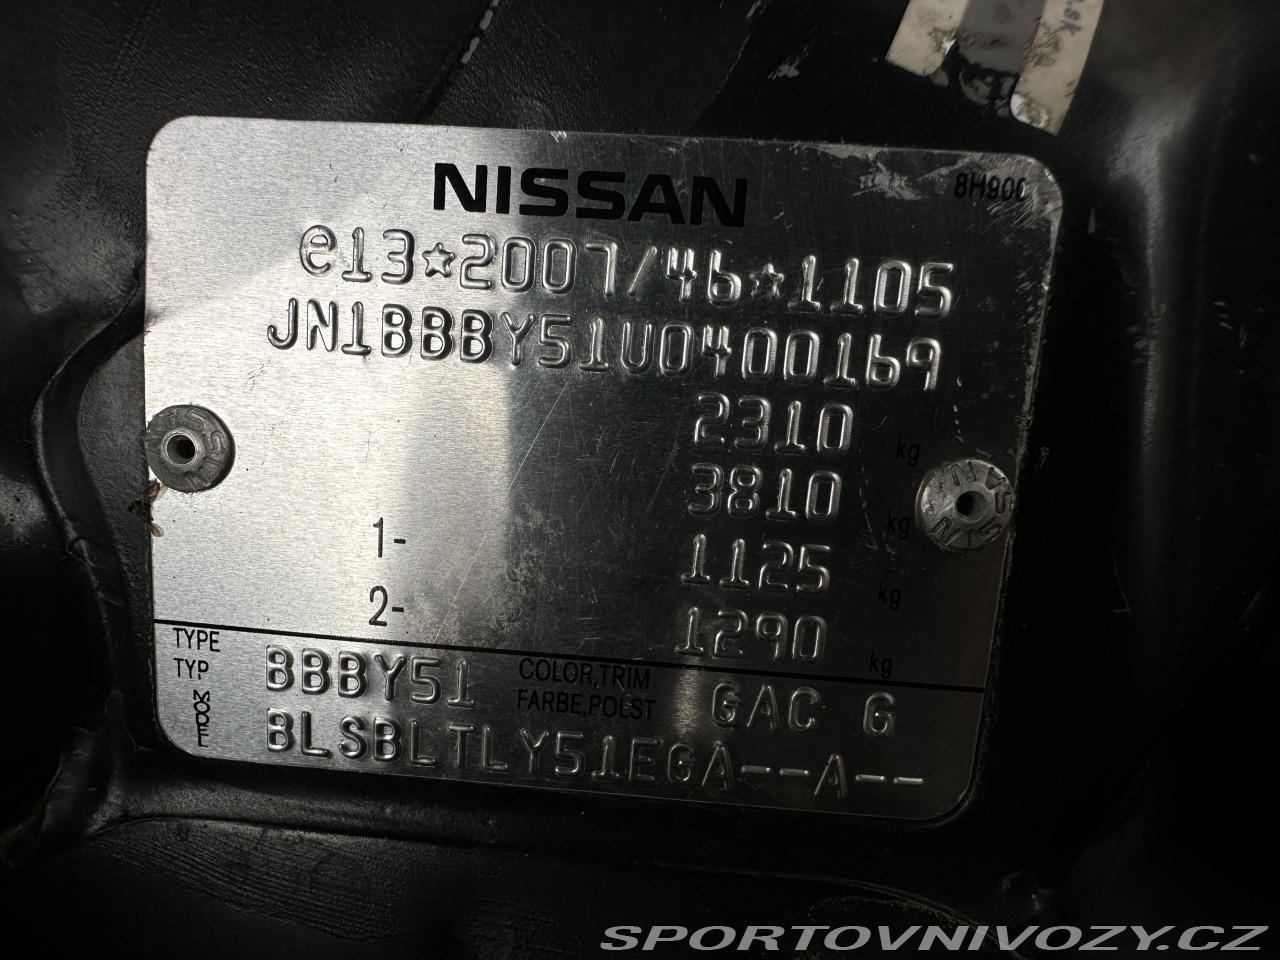 NISSAN 8H900
e13*2007/46*1105
JN1BBBBY51U0400169
2310 kg
3810 kg
1- 1125 kg
2- 1290 kg
TYPE
TYP BBBY51 COLOR,TRIM FARBE,POLST GAC G
MODEL BLSBLTLY51EGA--A--
SPORTOVNIVOZY.CZ